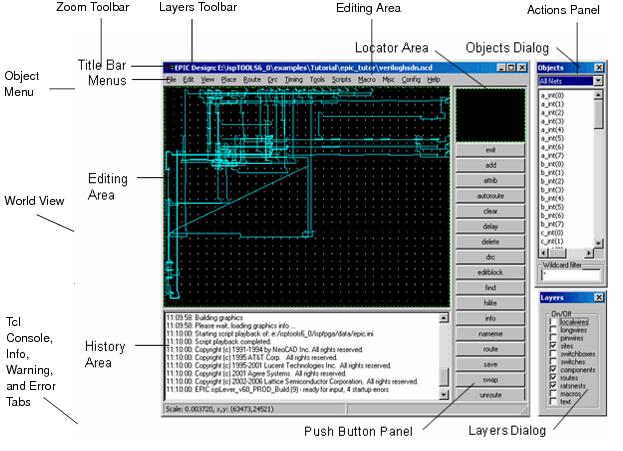 Zoom Toolbar
Layers Toolbar
Editing Area
Actions Panel
Locator Area
Objects Dialog
Title Bar
Menus
Object
Menu
Editing
Area
World View
Tcl
Console,
Info,
Warning,
and Error
Tabs
History
Area
Push Button Panel
Layers Dialog
EPIC Design: E:\ispTOOLS6_0\examples\Tutorial\epic_tutor\veriloghsdn.ncd
File Edit View Place Route Drc Timing Tools Scripts Macro Misc Config Help
exit
add
attrib
autoroute
clear
delay
delete
drc
editblock
find
hilite
info
nameme
route
save
swap
unroute
11:09:58: Building graphics
11:09:58: Please wait, loading graphics info...
11:10:00: Starting script playback of: e:/isptools6_0/ispfpga/data/epic.ini
11:10:00: Script playback completed.
11:10:00: Copyright (c) 1991-1994 by NeoCAD Inc. All rights reserved.
11:10:00: Copyright (c) 1995 AT&T Corp. All rights reserved.
11:10:00: Copyright (c) 1995-2001 Lucent Technologies Inc. All rights reserved.
11:10:00: Copyright (c) 2001 Agere Systems All rights reserved.
11:10:00: Copyright (c) 2002-2006 Lattice Semiconductor Corporation, All rights reserved.
11:10:00: EPIC ispLever_v60_PROD_Build (9) - ready for input, 4 startup errors
Scale: 0.003720, x,y: (63473,24521)
Objects
All Nets
a_int(0)
a_int(1)
a_int(2)
a_int(3)
a_int(4)
a_int(5)
a_int(6)
a_int(7)
b_int(0)
b_int(1)
b_int(2)
b_int(3)
b_int(4)
b_int(5)
b_int(6)
b_int(7)
c_int(0)
c_int(1)
Wildcard filter
*
Layers
On/Off
localwires
longwires
pinwires
sites
switchboxes
switches
components
routes
ratsnests
macros
text